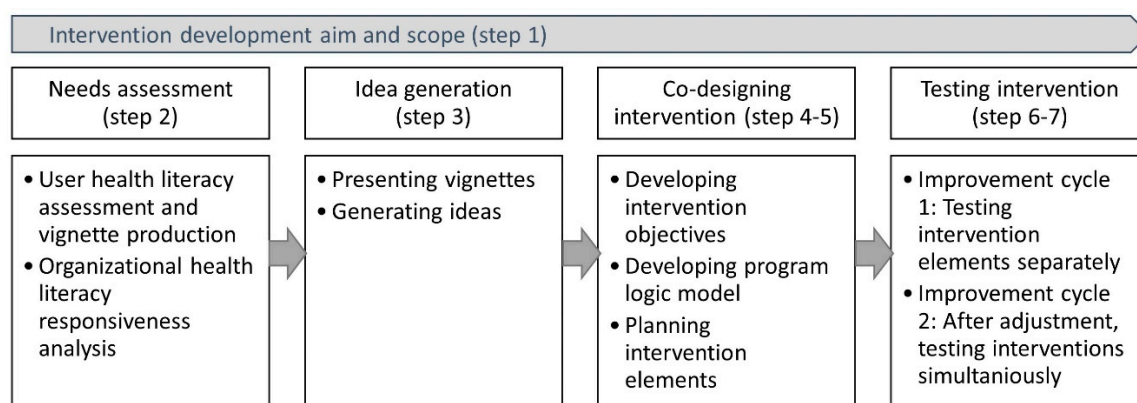 Intervention development aim and scope (step 1)
Needs assessment
(step 2)
Idea generation
(step 3)
Co-designing
intervention (step 4-5)
Testing intervention
(step 6-7)
• User health literacy
assessment and
vignette production
• Organizational health
literacy
responsiveness
analysis
• Presenting vignettes
• Generating ideas
• Developing
intervention
objectives
• Developing program
logic model
• Planning
intervention
elements
• Improvement cycle
1: Testing
intervention
elements separately
• Improvement cycle
2: After adjustment,
testing interventions
simultaniously